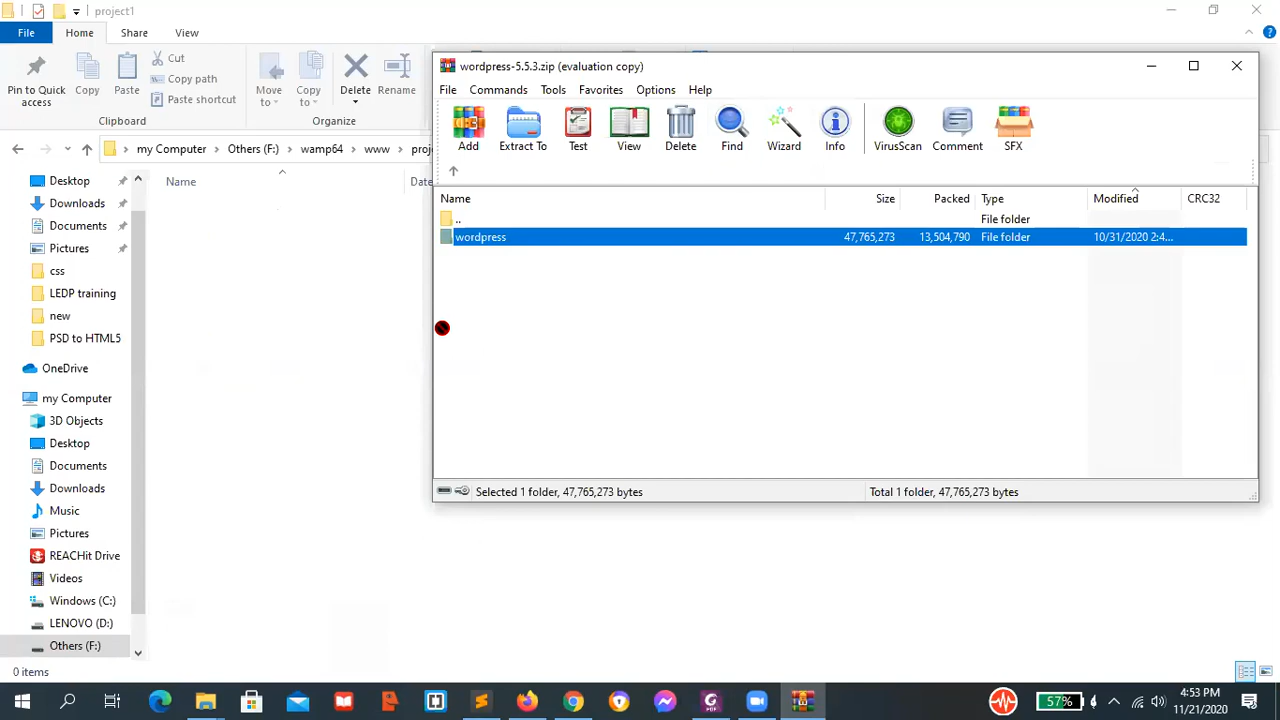 project1
File Home Share View
Pin to Quick access
Copy
Paste
Cut
Copy path
Paste shortcut
Move to
Copy to
Delete
Rename
Clipboard
Organize
my Computer > Others (F:) > wamp64 > www >
Name
Desktop
Downloads
Documents
Pictures
css
LEDP training
new
PSD to HTML5
OneDrive
my Computer
3D Objects
Desktop
Documents
Downloads
Music
Pictures
REACHit Drive
Videos
Windows (C:)
LENOVO (D:)
Others (F:)
0 items
wordpress-5.5.3.zip (evaluation copy)
File Commands Tools Favorites Options Help
Add Extract To Test View Delete Find Wizard Info VirusScan Comment SFX
Name Size Packed Type Modified CRC32
.. File folder
wordpress 47,765,273 13,504,790 File folder 10/31/2020 2:4...
Selected 1 folder, 47,765,273 bytes
Total 1 folder, 47,765,273 bytes
57%
4:53 PM
11/21/2020